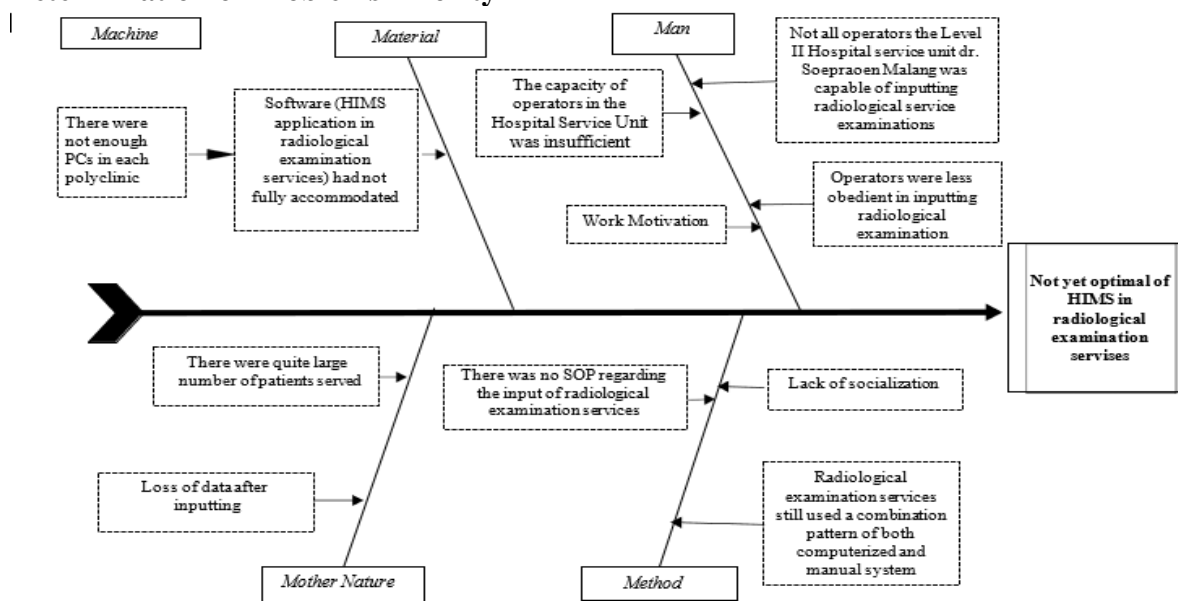 Machine
Material
Man
Not all operators the Level
II Hospital service unit dr.
Soepraoen Malang was
capable of inputting
radiological service
examinations
The capacity of
operators in the
Hospital Service Unit
was insufficient
There were
not enough
PCs in each
polyclinic
Software (HIMS
application in
radiological
examination
services) had not
fully accommodated
Operators were less
obedient in inputting
radiological
examination
Work Motivation
Not yet optimal of
HIMS in
radiological
examination
servises
There were quite large
number of patients served
There was no SOP regarding
the input of radiological
examination services
Lack of socialization
Loss of data after
inputting
Radiological
examination services
still used a combination
pattern of both
computerized and
manual system
Mother Nature
Method